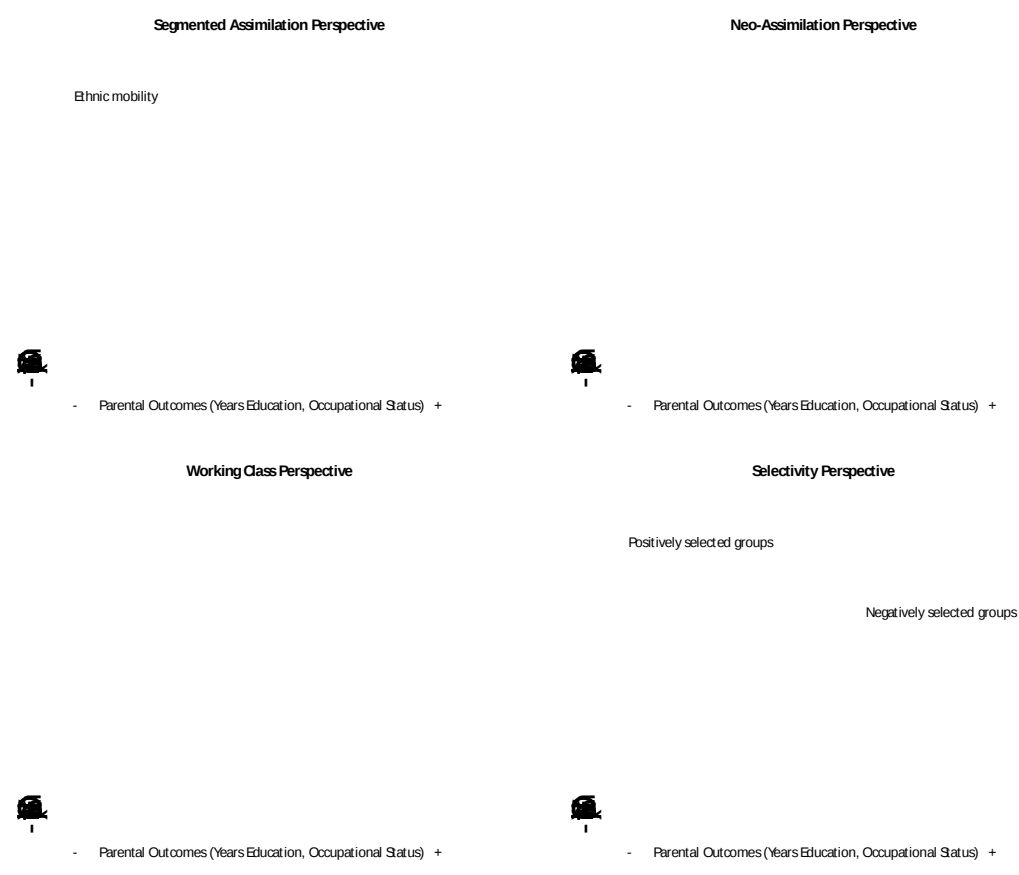 Segmented Assimilation Perspective
Ethnic mobility
-
- Parental Outcomes (Years Education, Occupational Status) +
Neo-Assimilation Perspective
-
- Parental Outcomes (Years Education, Occupational Status) +
Working Class Perspective
-
- Parental Outcomes (Years Education, Occupational Status) +
Selectivity Perspective
Positively selected groups
Negatively selected groups
-
- Parental Outcomes (Years Education, Occupational Status) +